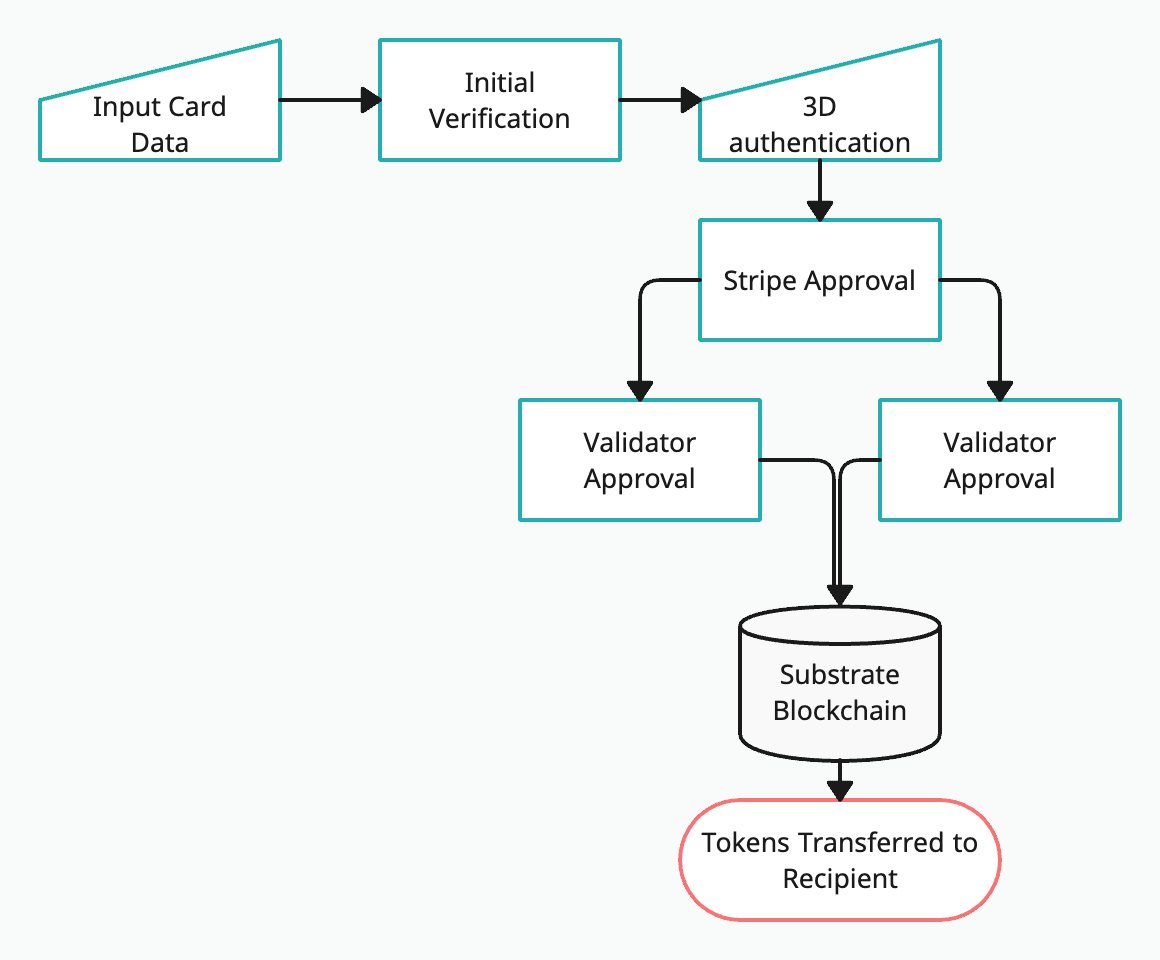 Input Card
Data
Initial
Verification
3D
authentication
Stripe Approval
Validator
Approval
Validator
Approval
Substrate
Blockchain
Tokens Transferred to
Recipient